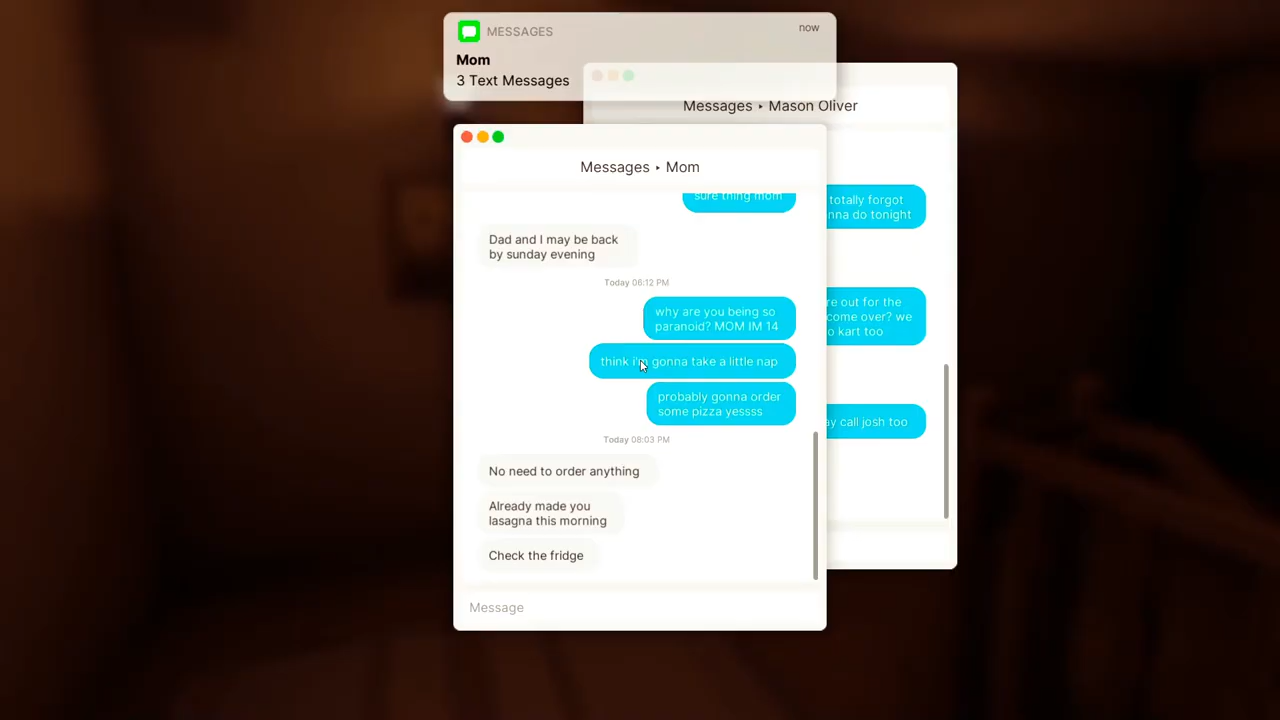 MESSAGES
now
Mom
3 Text Messages
Messages ‣ Mason Oliver
totally forgot
nna do tonight
re out for the
come over? we
o kart too
ay call josh too
Messages ‣ Mom
sure thing mom
Dad and I may be back
by sunday evening
Today 06:12 PM
why are you being so
paranoid? MOM IM 14
think i'm gonna take a little nap
probably gonna order
some pizza yessss
Today 08:03 PM
No need to order anything
Already made you
lasagna this morning
Check the fridge
Message